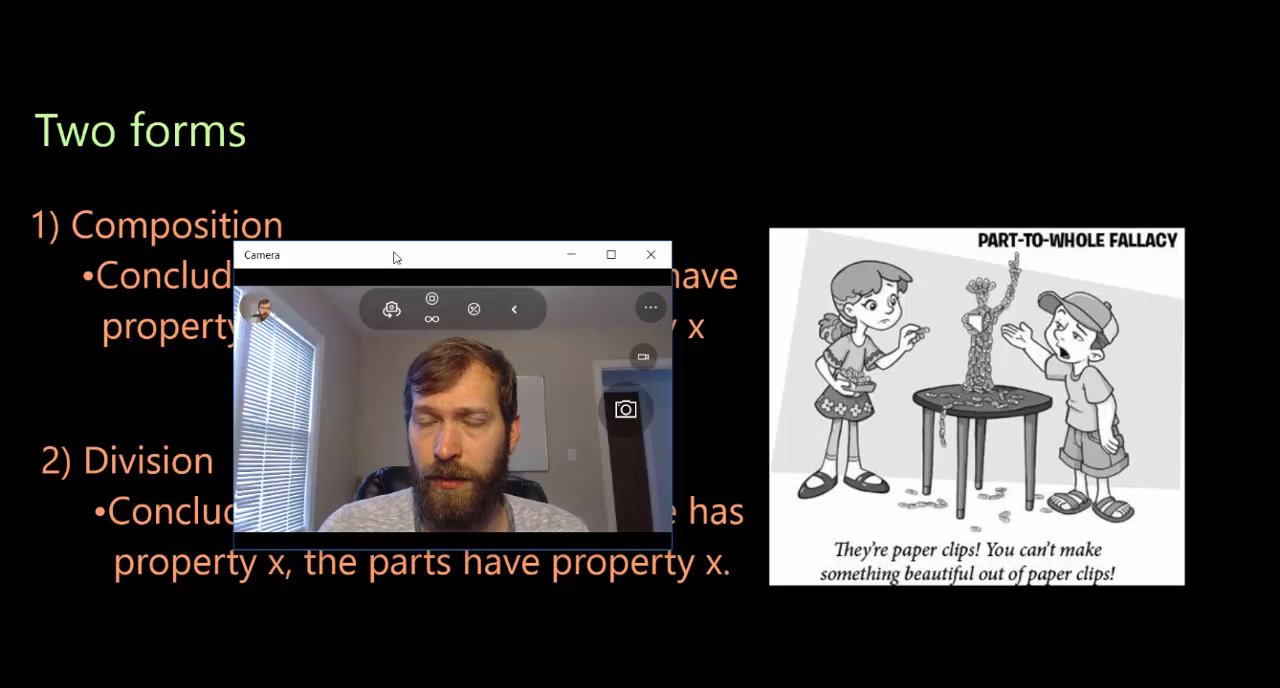 Two forms
1) Composition
•Conclud have
property x
Camera
2) Division
•Conclud e has
property x, the parts have property x.
PART-TO-WHOLE FALLACY
They're paper clips! You can't make
something beautiful out of paper clips!